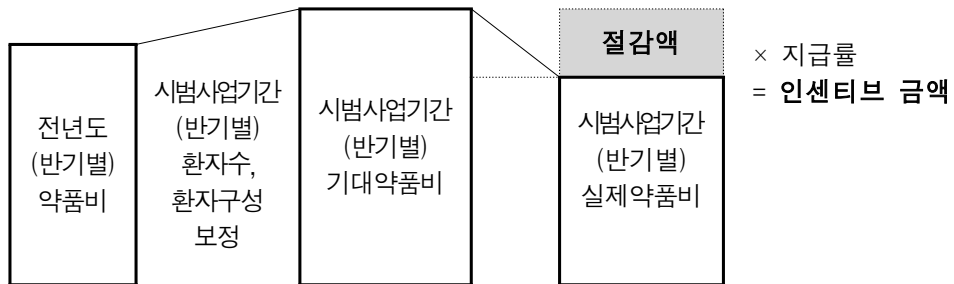 전년도
(반기별)
약품비
시범사업기간
(반기별)
환자수,
환자구성
보정
시범사업기간
(반기별)
기대약품비
절감액
시범사업기간
(반기별)
실제약품비
× 지급률
= 인센티브 금액